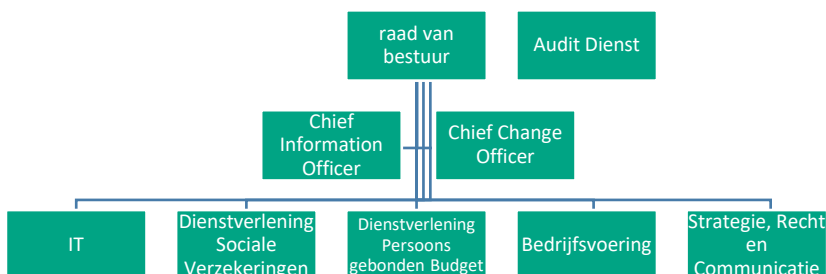 raad van
bestuur
Audit Dienst
Chief
Information
Officer
Chief Change
Officer
IT
Dienstverlening
Sociale
Verzekeringen
Dienstverlening
Persoons
gebonden Budget
Bedrijfsvoering
Strategie, Recht
en
Communicatie